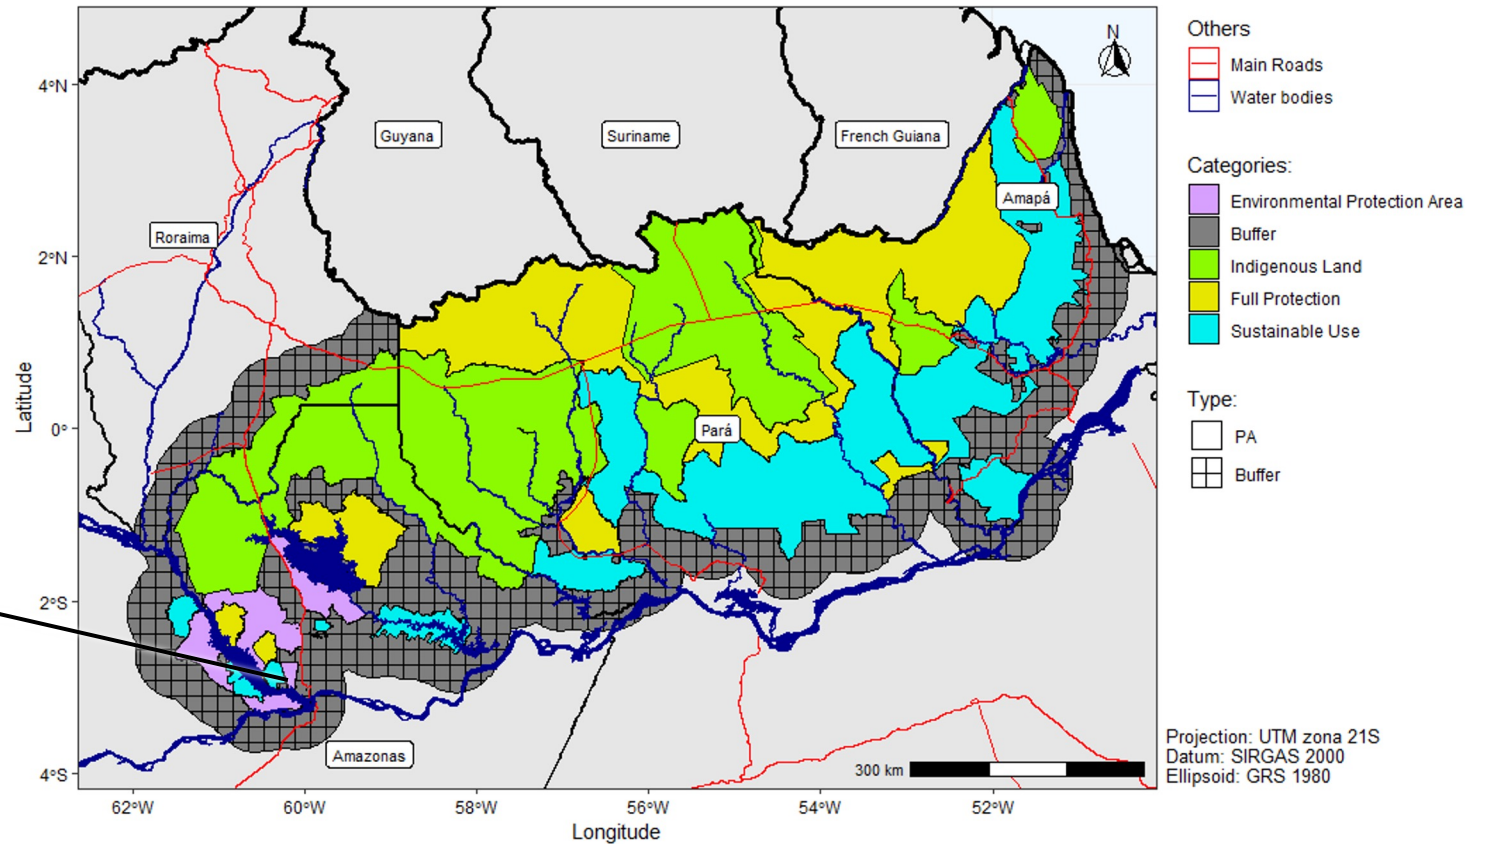 N
4°N
2°N
0°
2°S
4°S
Latitude
Guyana
Suriname
French Guiana
Amapá
Roraima
Pará
Amazonas
300 km
62°W
60°W
58°W
56°W
54°W
52°W
Longitude
Others
Main Roads
Water bodies
Categories:
Environmental Protection Area
Buffer
Indigenous Land
Full Protection
Sustainable Use
Type:
PA
Buffer
Projection: UTM zona 21S
Datum: SIRGAS 2000
Ellipsoid: GRS 1980